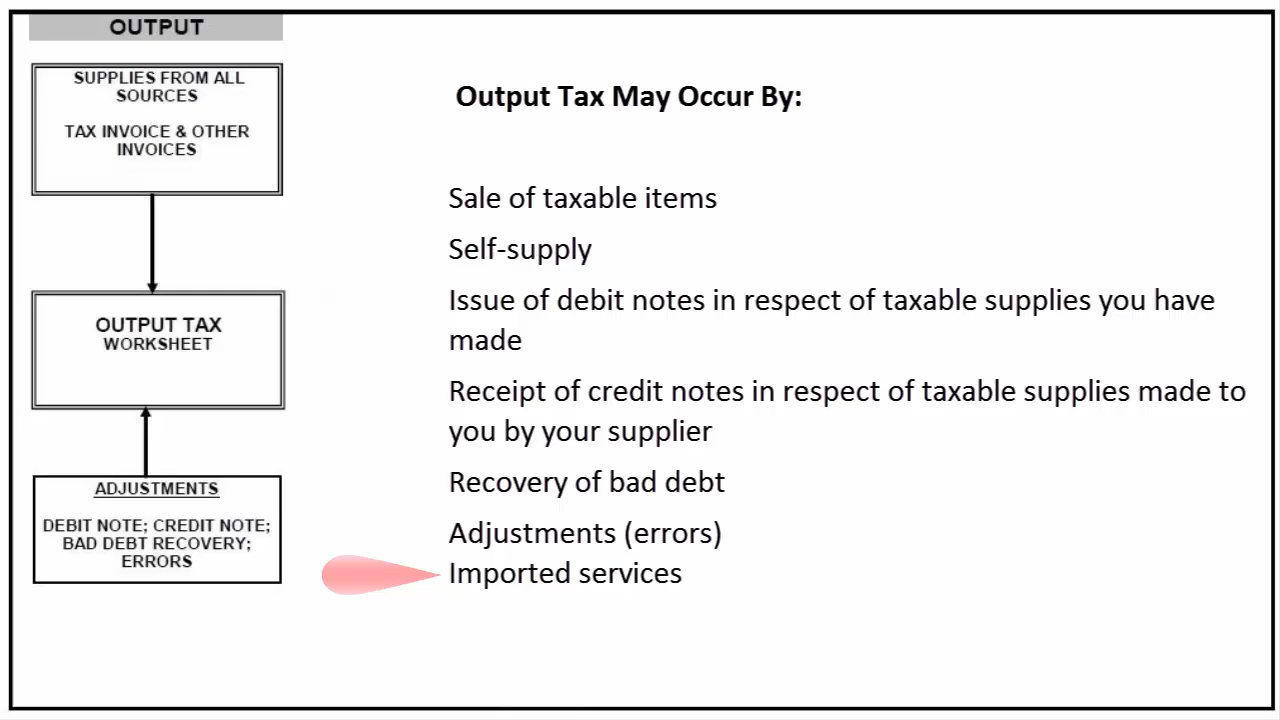 OUTPUT
SUPPLIES FROM ALL
SOURCES
TAX INVOICE & OTHER
INVOICES
OUTPUT TAX
WORKSHEET
ADJUSTMENTS
DEBIT NOTE; CREDIT NOTE;
BAD DEBT RECOVERY;
ERRORS
Output Tax May Occur By:
Sale of taxable items
Self-supply
Issue of debit notes in respect of taxable supplies you have
made
Receipt of credit notes in respect of taxable supplies made to
you by your supplier
Recovery of bad debt
Adjustments (errors)
Imported services